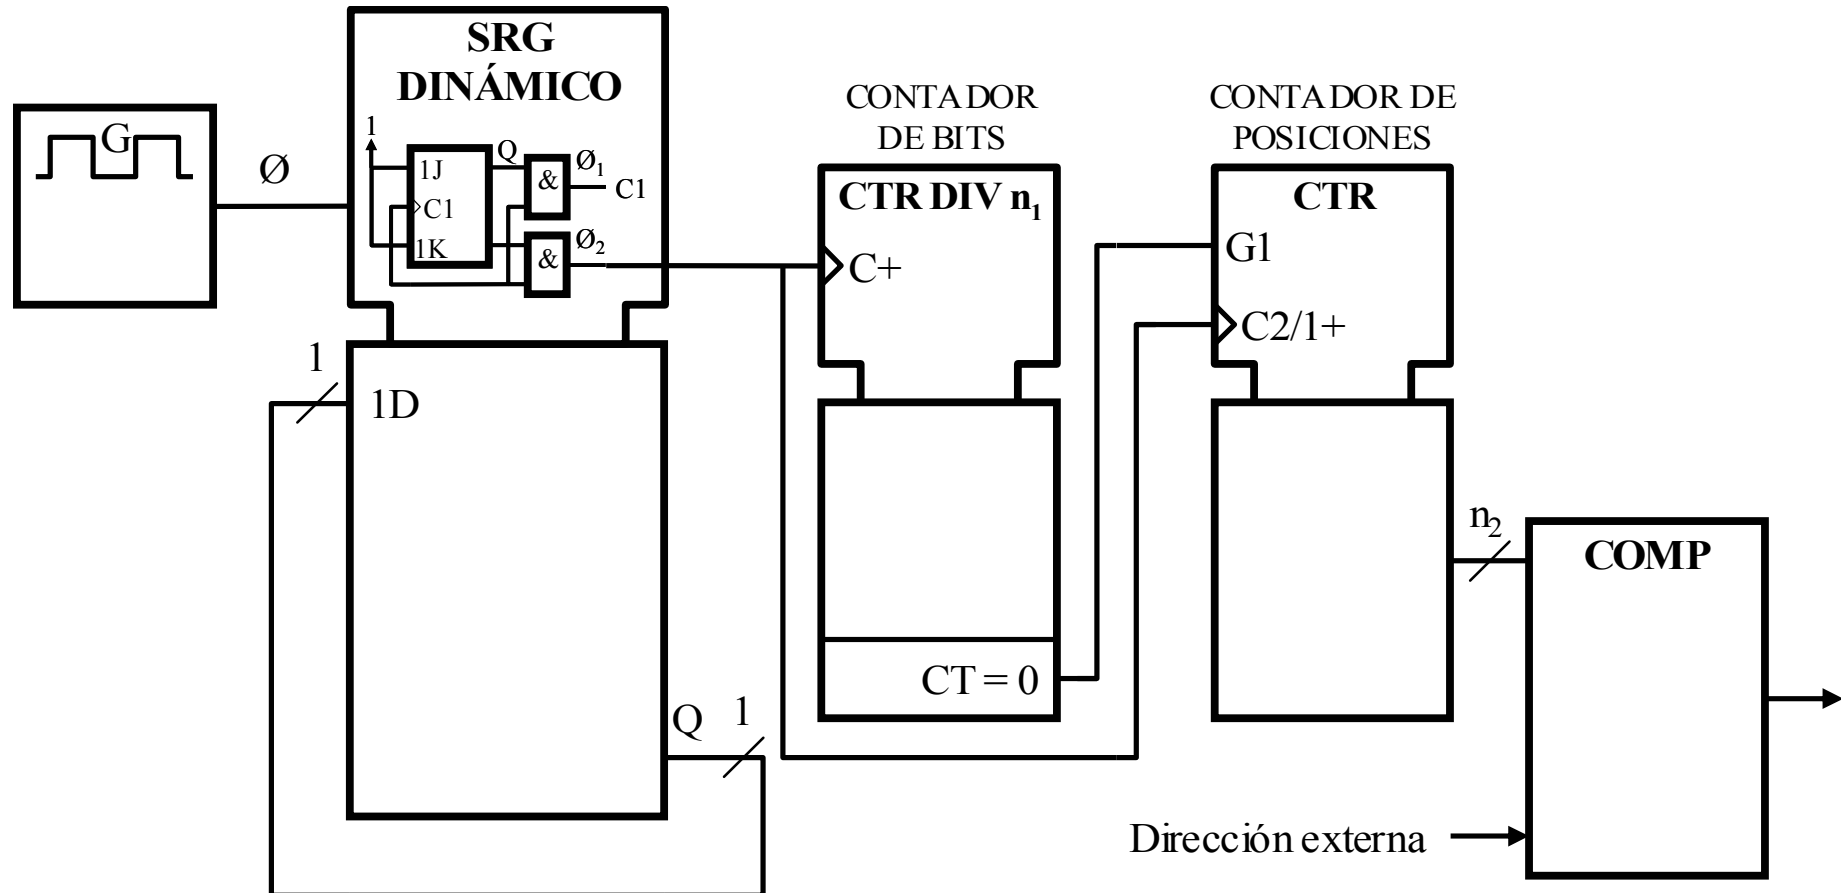 SRG
DINÁMICO
G
Ø
1
1J
C1
1K
Q
&
Ø1
C1
&
Ø2
1
1D
Q
1
CONTADOR
DE BITS
CTR DIV n1
C+
CT = 0
CONTADOR DE
POSICIONES
CTR
G1
C2/1+
n2
COMP
Dirección externa